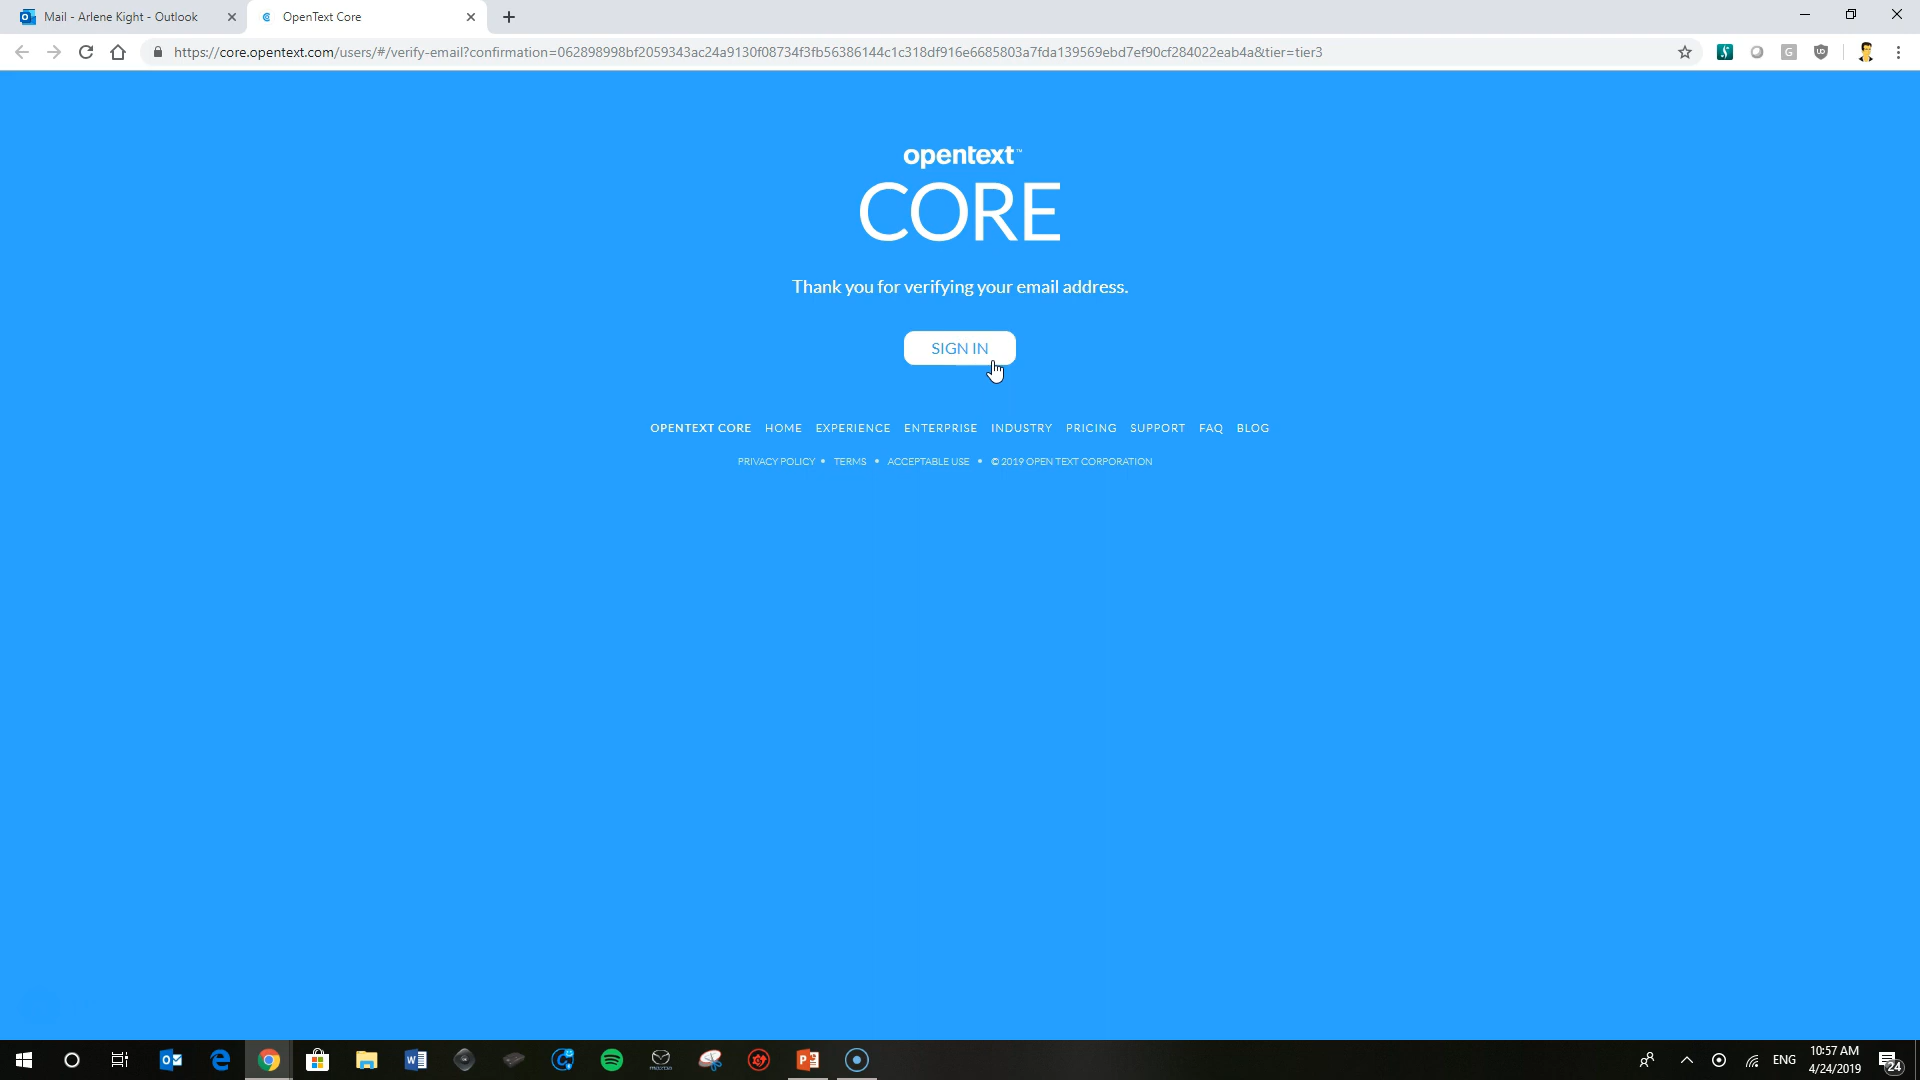 Mail - Arlene Kight - Outlook
OpenText Core
https://core.opentext.com/users/#/verify-email?confirmation=062898998bf2059343ac24a9130f08734f3fb56386144c1c318df916e6685803a7fda139569ebd7ef90cf284022eab4a&tier=tier3
opentext™
CORE
Thank you for verifying your email address.
SIGN IN
OPENTEXT CORE HOME EXPERIENCE ENTERPRISE INDUSTRY PRICING SUPPORT FAQ BLOG
PRIVACY POLICY • TERMS • ACCEPTABLE USE • © 2019 OPEN TEXT CORPORATION
ENG
10:57 AM
4/24/2019
24